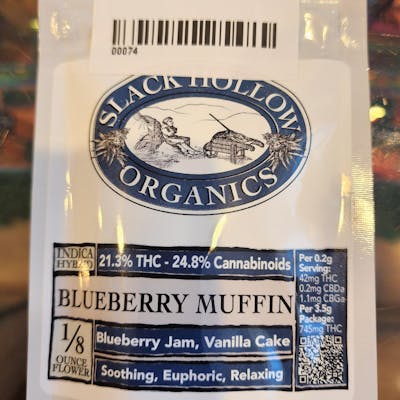 00074
SLACK HOLLOW
ORGANICS
INDICA
HYBRID
21.3% THC - 24.8% Cannabinoids
BLUEBERRY MUFFIN
1/8
OUNCE
FLOWER
Blueberry Jam, Vanilla Cake
Soothing, Euphoric, Relaxing
Per 0.2g
Serving:
42mg THC
0.2mg CBDa
1.1mg CBGa
Per 3.5g
Package:
745mg THC